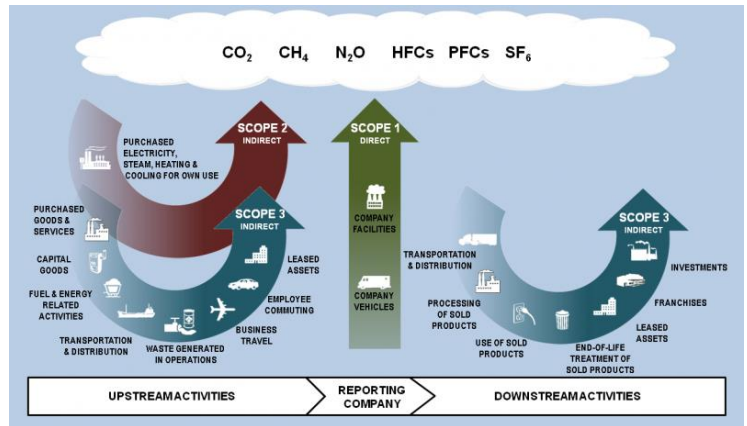 CO₂ CH₄ N₂O HFCs PFCs SF₆
SCOPE 2
INDIRECT
PURCHASED
ELECTRICITY,
STEAM, HEATING &
COOLING FOR OWN USE
SCOPE 1
DIRECT
COMPANY
FACILITIES
COMPANY
VEHICLES
SCOPE 3
INDIRECT
PURCHASED
GOODS &
SERVICES
CAPITAL
GOODS
FUEL & ENERGY
RELATED
ACTIVITIES
TRANSPORTATION
& DISTRIBUTION
WASTE GENERATED
IN OPERATIONS
BUSINESS
TRAVEL
EMPLOYEE
COMMUTING
LEASED
ASSETS
SCOPE 3
INDIRECT
TRANSPORTATION
& DISTRIBUTION
PROCESSING
OF SOLD
PRODUCTS
USE OF SOLD
PRODUCTS
END-OF-LIFE
TREATMENT OF
SOLD PRODUCTS
LEASED
ASSETS
FRANCHISES
INVESTMENTS
UPSTREAMACTIVITIES
REPORTING
COMPANY
DOWNSTREAMACTIVITIES